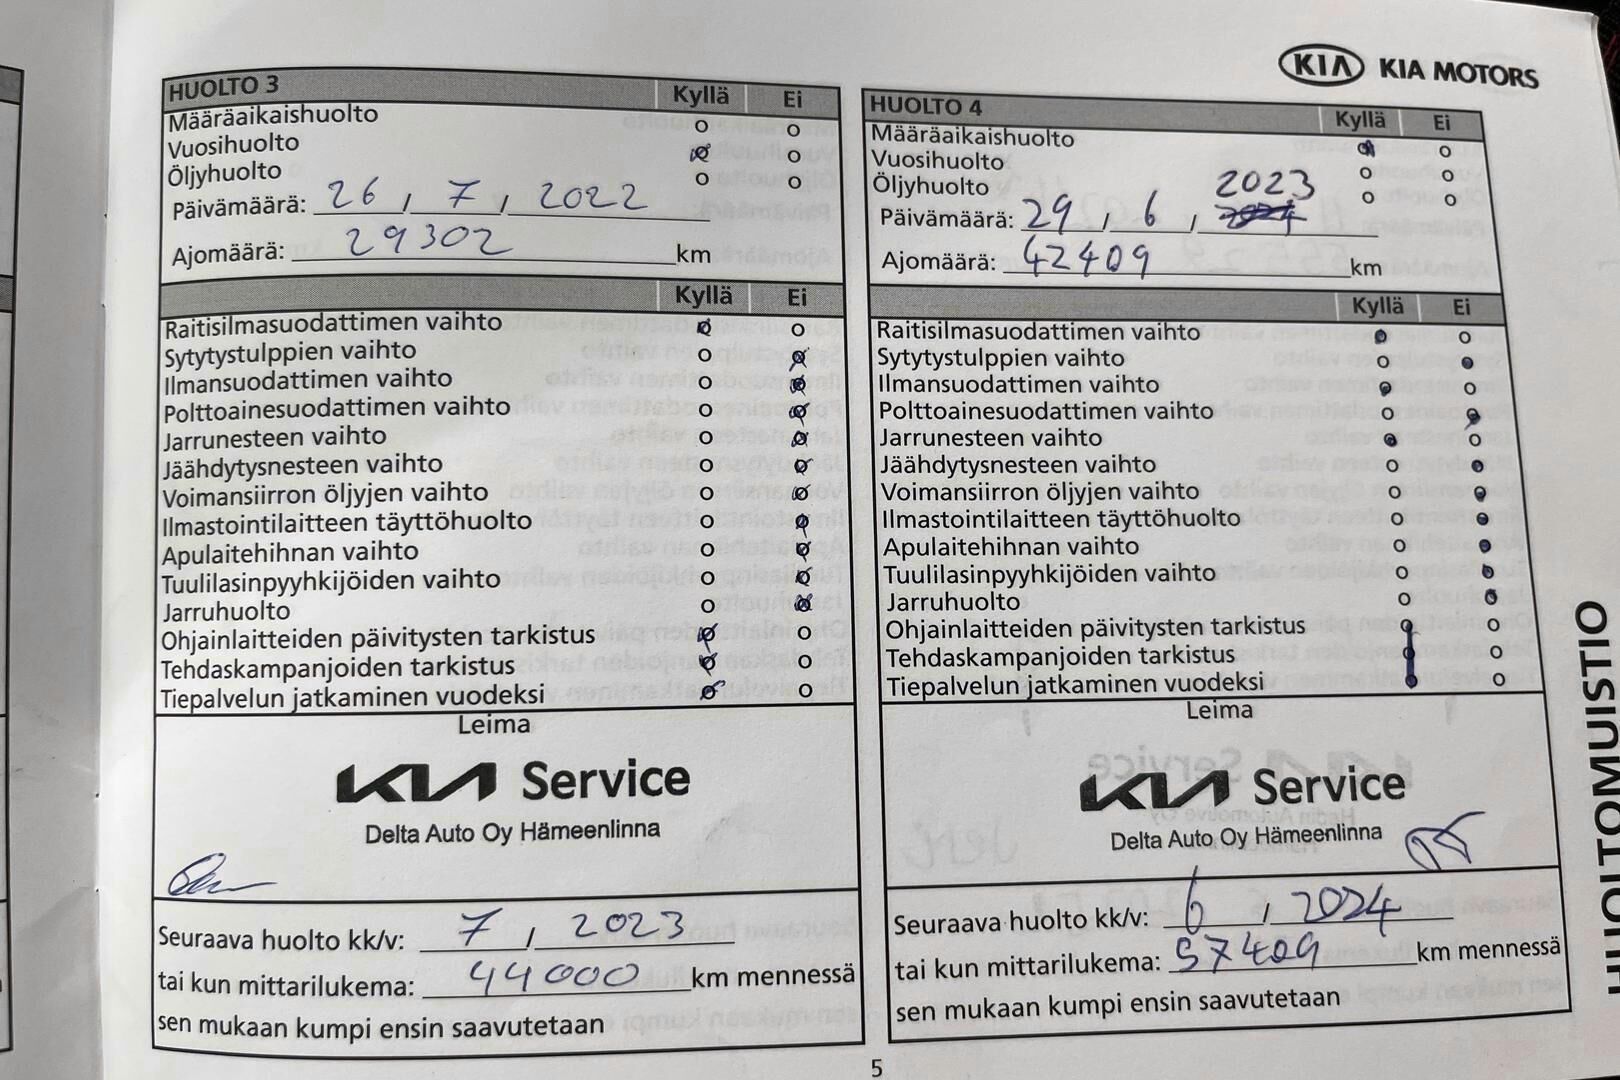 KIA KIA MOTORS
HUOLTO 3 Kyllä Ei
Määräaikaishuolto
Vuosihuolto
Öljyhuolto
Päivämäärä: 26 / 7 / 2022
Ajomäärä: 29302 km
Kyllä Ei
Raitisilmasuodattimen vaihto
Sytytystulppien vaihto
Ilmansuodattimen vaihto
Polttoainesuodattimen vaihto
Jarrunesteen vaihto
Jäähdytysnesteen vaihto
Voimansiirron öljyjen vaihto
Ilmastointilaitteen täyttöhuolto
Apulaitehihnan vaihto
Tuulilasinpyyhkijöiden vaihto
Jarruhuolto
Ohjainlaitteiden päivitysten tarkistus
Tehdaskampanjoiden tarkistus
Tiepalvelun jatkaminen vuodeksi
Leima
KIA Service
Delta Auto Oy Hämeenlinna
Seuraava huolto kk/v: 7 / 2023
tai kun mittarilukema: 44000 km mennessä
sen mukaan kumpi ensin saavutetaan
HUOLTO 4 Kyllä Ei
Määräaikaishuolto
Vuosihuolto
Öljyhuolto
2023
Päivämäärä: 29 / 6 / 2024
Ajomäärä: 42409 km
Kyllä Ei
Raitisilmasuodattimen vaihto
Sytytystulppien vaihto
Ilmansuodattimen vaihto
Polttoainesuodattimen vaihto
Jarrunesteen vaihto
Jäähdytysnesteen vaihto
Voimansiirron öljyjen vaihto
Ilmastointilaitteen täyttöhuolto
Apulaitehihnan vaihto
Tuulilasinpyyhkijöiden vaihto
Jarruhuolto
Ohjainlaitteiden päivitysten tarkistus
Tehdaskampanjoiden tarkistus
Tiepalvelun jatkaminen vuodeksi
Leima
KIA Service
Delta Auto Oy Hämeenlinna
Seuraava huolto kk/v: 6 / 2024
tai kun mittarilukema: 57409 km mennessä
sen mukaan kumpi ensin saavutetaan
HUOLTOMUISTIO
5